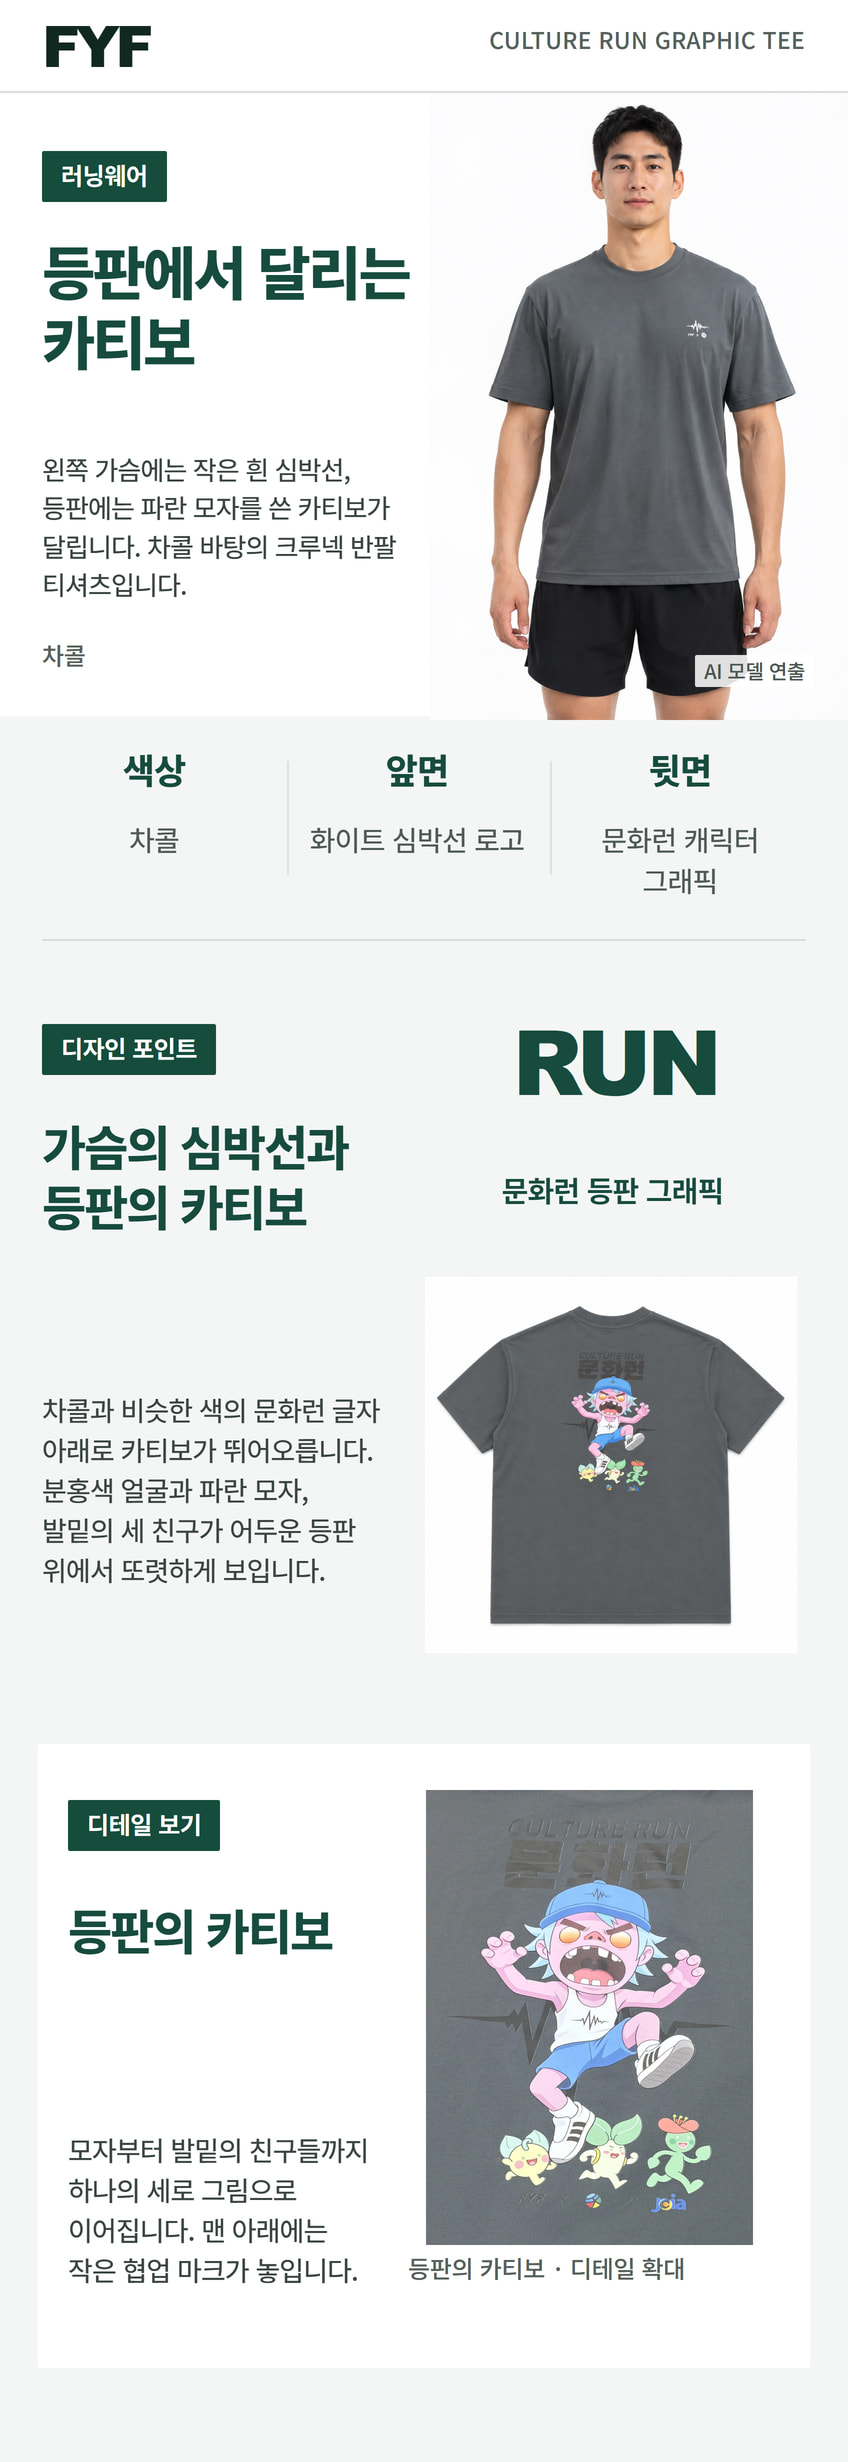 FYF
CULTURE RUN GRAPHIC TEE
러닝웨어
등판에서 달리는
카티보
왼쪽 가슴에는 작은 흰 심박선,
등판에는 파란 모자를 쓴 카티보가
달립니다. 차콜 바탕의 크루넥 반팔
티셔츠입니다.
차콜
AI 모델 연출
색상
차콜
앞면
화이트 심박선 로고
뒷면
문화런 캐릭터
그래픽
디자인 포인트
가슴의 심박선과
등판의 카티보
차콜과 비슷한 색의 문화런 글자
아래로 카티보가 뛰어오릅니다.
분홍색 얼굴과 파란 모자,
발밑의 세 친구가 어두운 등판
위에서 또렷하게 보입니다.
RUN
문화런 등판 그래픽
CULTURE RUN
문화런
디테일 보기
등판의 카티보
모자부터 발밑의 친구들까지
하나의 세로 그림으로
이어집니다. 맨 아래에는
작은 협업 마크가 놓입니다.
CULTURE RUN
문화런
FYF
등판의 카티보 · 디테일 확대